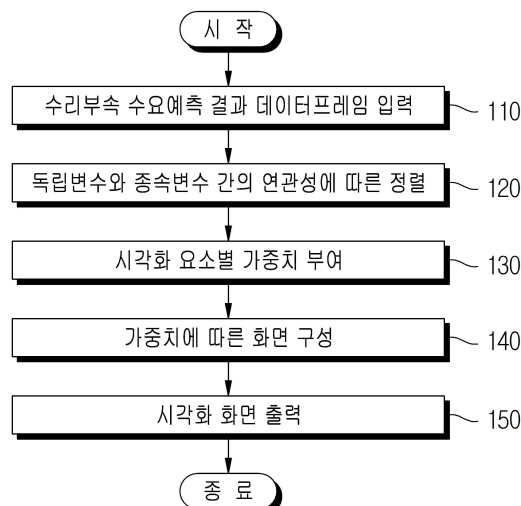 시 작
수리부속 수요예측 결과 데이터프레임 입력
110
독립변수와 종속변수 간의 연관성에 따른 정렬
120
시각화 요소별 가중치 부여
130
가중치에 따른 화면 구성
140
시각화 화면 출력
150
종 료